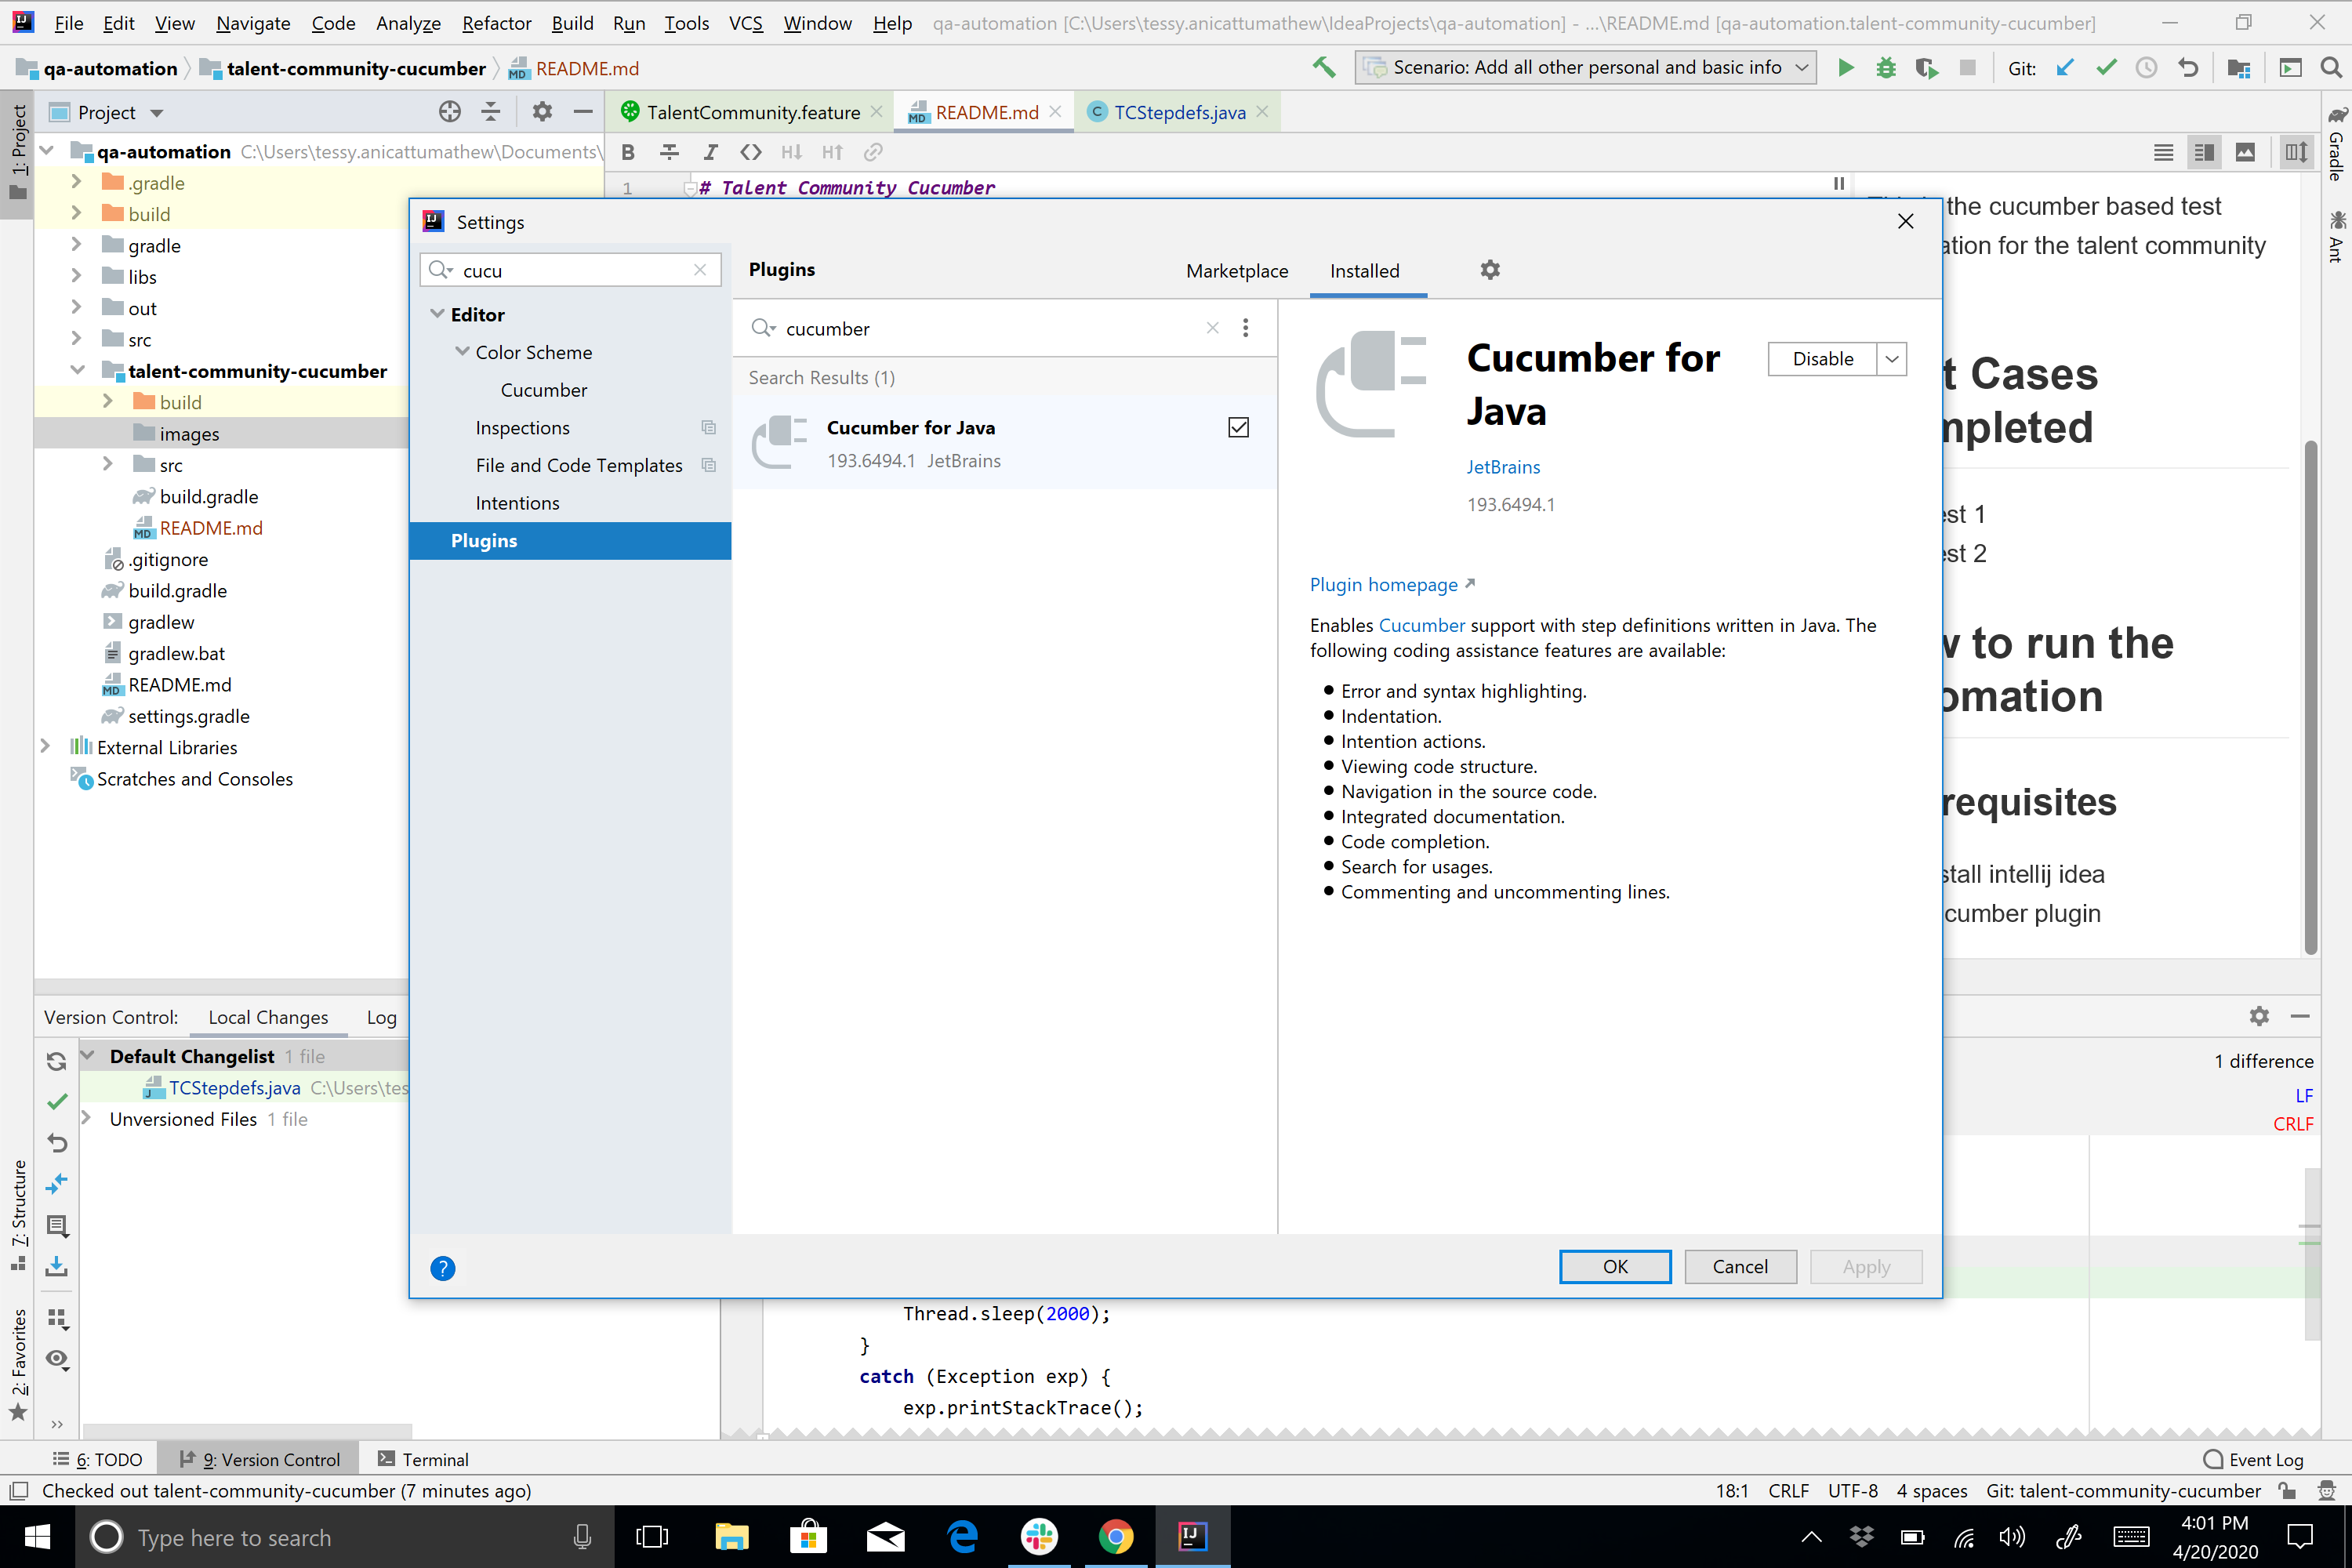 File Edit View Navigate Code Analyze Refactor Build Run Tools VCS Window Help qa-automation [C:\Users\tessy.anicattumathew\IdeaProjects\qa-automation] - ...\README.md [qa-automation.talent-community-cucumber]
qa-automation talent-community-cucumber README.md Scenario: Add all other personal and basic info Git:
1: Project
Project
TalentCommunity.feature README.md TCStepdefs.java
qa-automation C:\Users\tessy.anicattumathew\Documents\
.gradle
build
gradle
libs
out
src
talent-community-cucumber
build
images
src
build.gradle
README.md
.gitignore
build.gradle
gradlew
gradlew.bat
README.md
settings.gradle
External Libraries
Scratches and Consoles
B I H↓ H↑
1 # Talent Community Cucumber
the cucumber based test
ation for the talent community
t Cases
mpleted
est 1
est 2
w to run the
omation
requisites
stall intellij idea
cumber plugin
Gradle
Ant
Settings
cucu
Editor
Color Scheme
Cucumber
Inspections
File and Code Templates
Intentions
Plugins
Plugins Marketplace Installed
cucumber
Search Results (1)
Cucumber for Java
193.6494.1 JetBrains
Cucumber for
Java
Disable
JetBrains
193.6494.1
Plugin homepage
Enables Cucumber support with step definitions written in Java. The
following coding assistance features are available:
Error and syntax highlighting.
Indentation.
Intention actions.
Viewing code structure.
Navigation in the source code.
Integrated documentation.
Code completion.
Search for usages.
Commenting and uncommenting lines.
? OK Cancel Apply
Version Control: Local Changes Log
Default Changelist 1 file
TCStepdefs.java C:\Users\tes
Unversioned Files 1 file
1 difference
LF
CRLF
7: Structure
2: Favorites
Thread.sleep(2000);
}
catch (Exception exp) {
exp.printStackTrace();
6: TODO 9: Version Control Terminal Event Log
Checked out talent-community-cucumber (7 minutes ago) 18:1 CRLF UTF-8 4 spaces Git: talent-community-cucumber
Type here to search
4:01 PM
4/20/2020